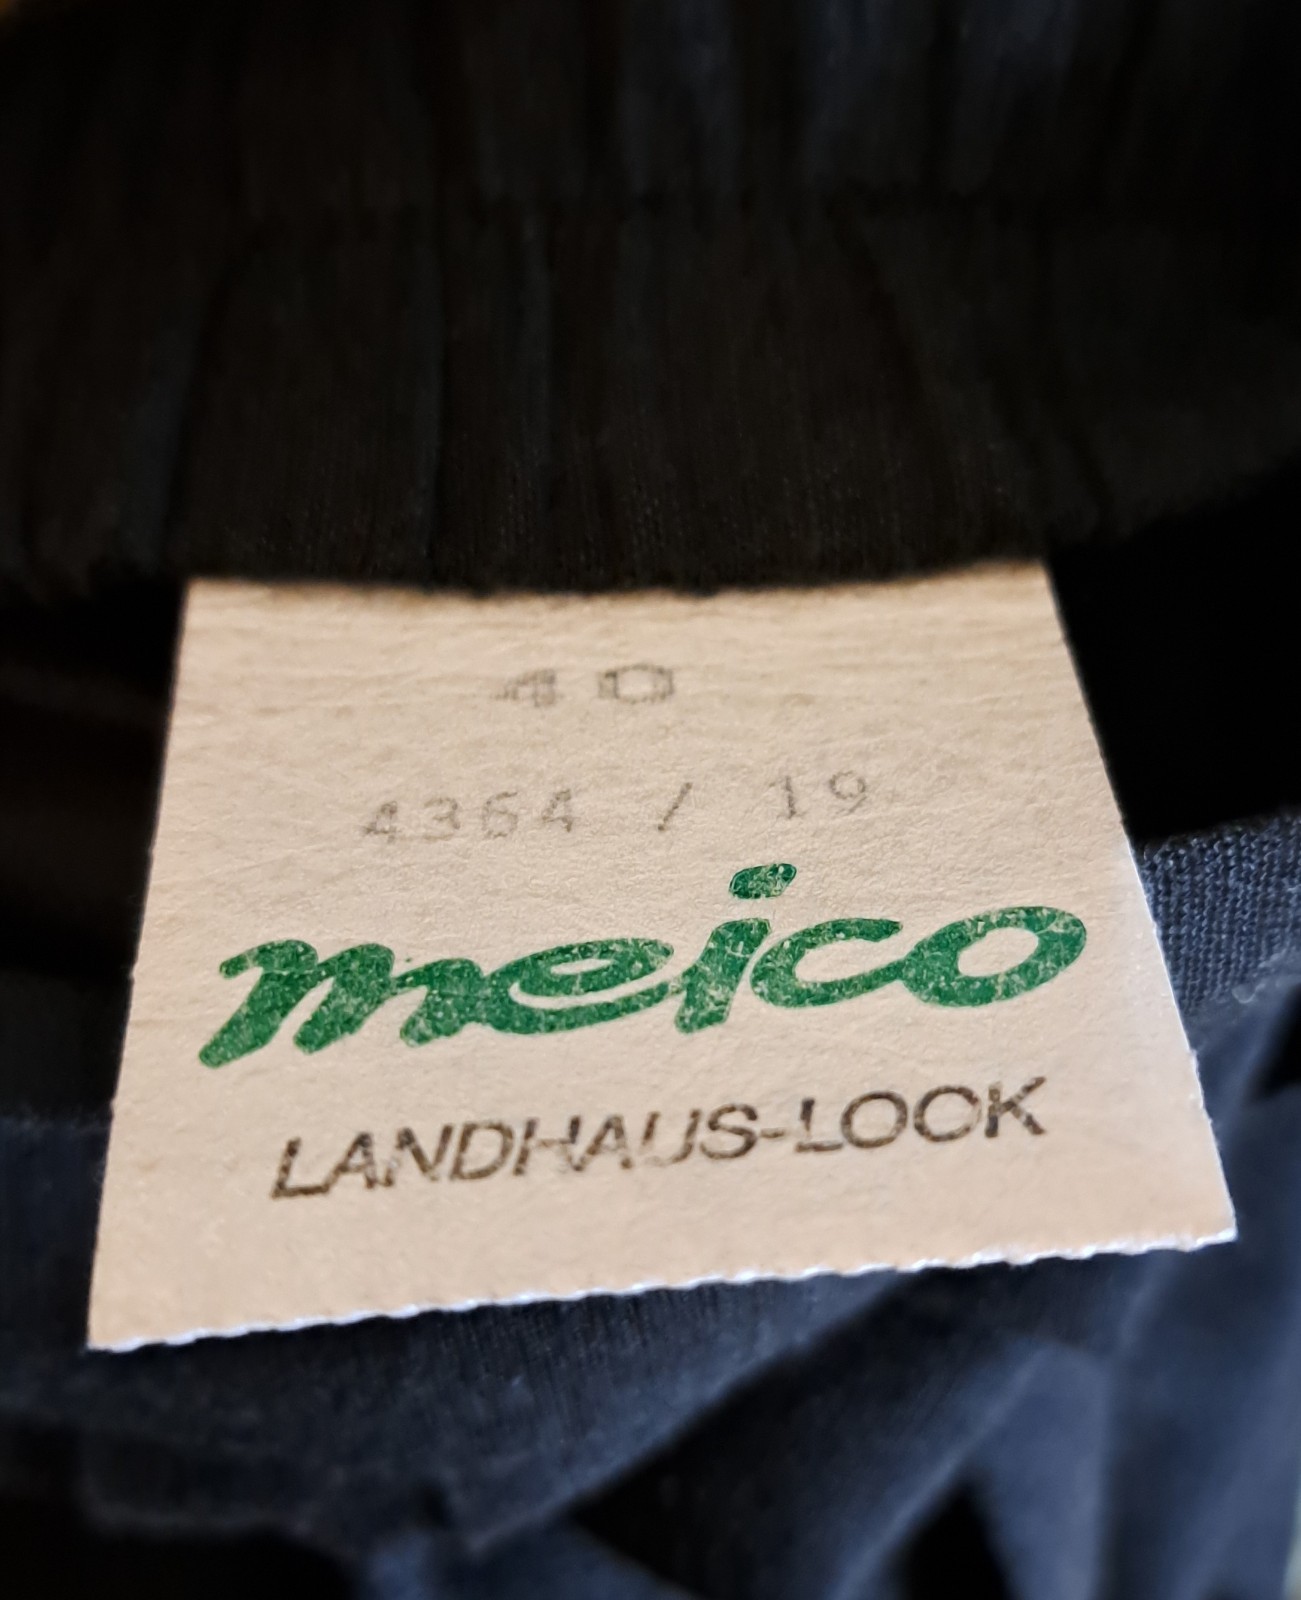 40
4364 / 19
meico
LANDHAUS-LOOK